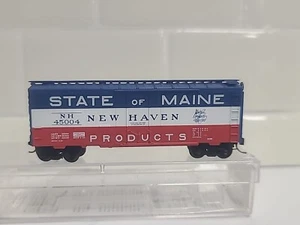 STATE OF MAINE
NH
45004
NEW HAVEN
PRODUCTS